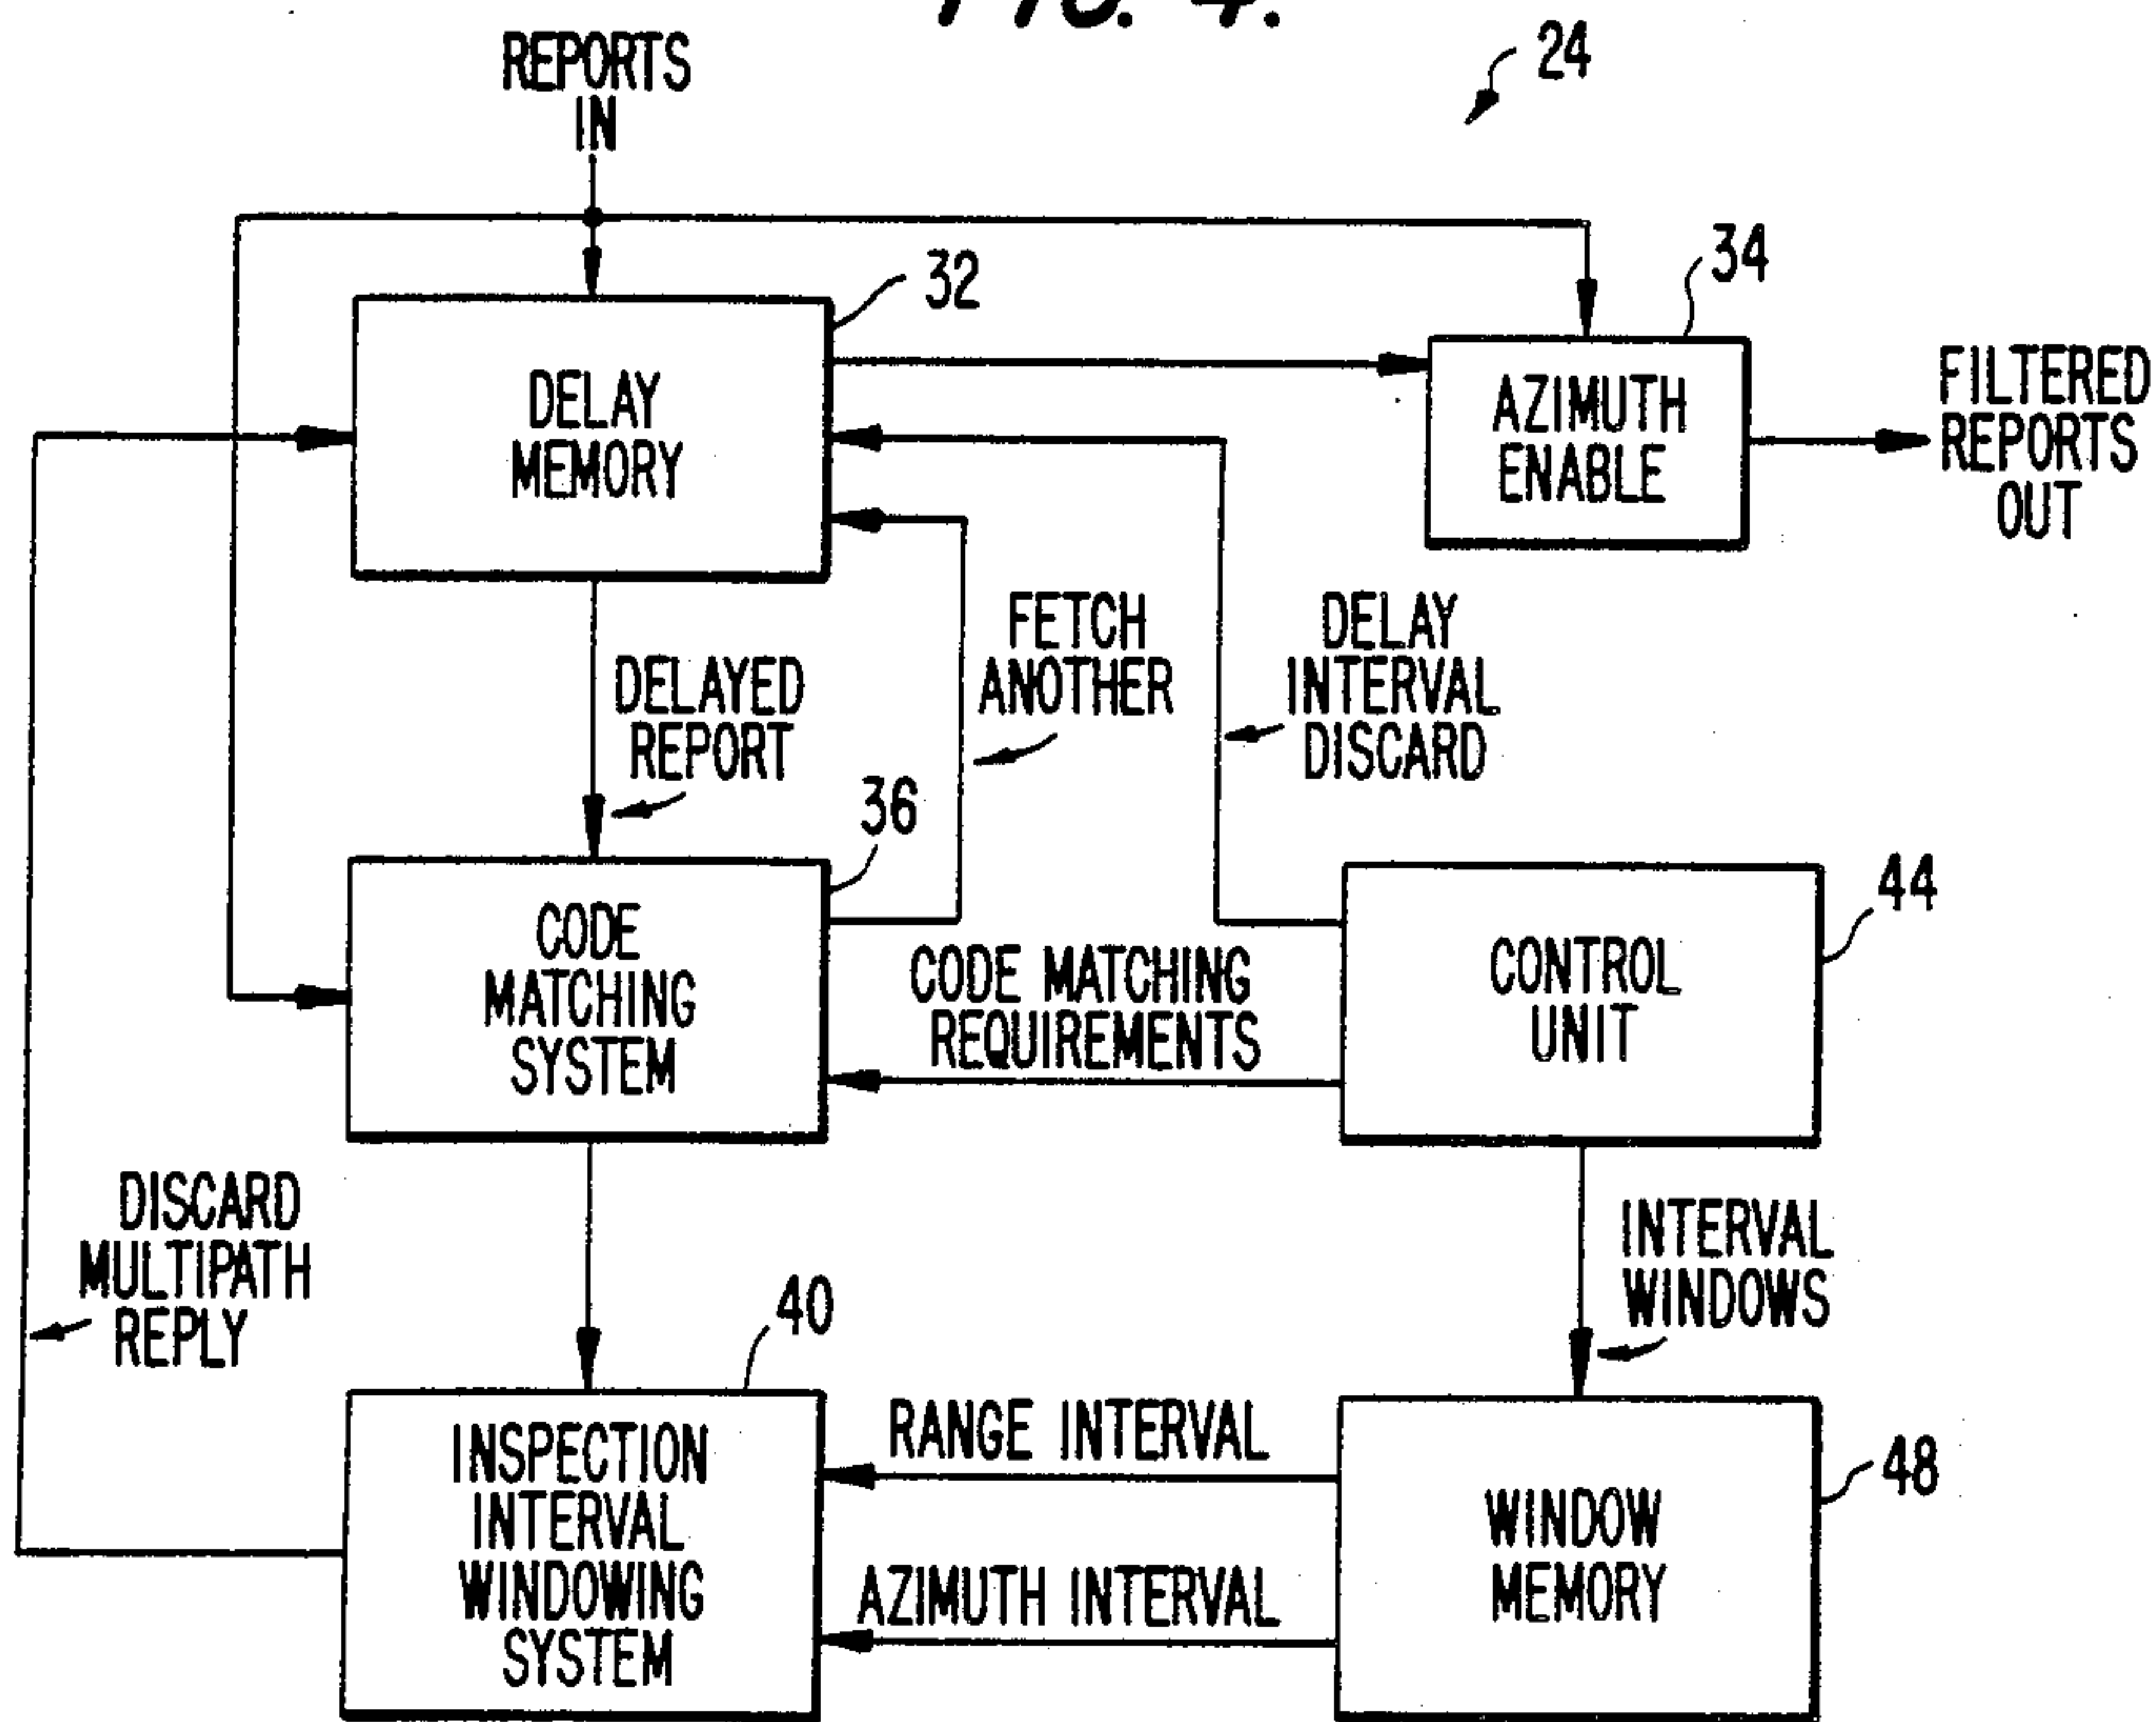 FIG. 4.
24
REPORTS
IN
32
34
DELAY
MEMORY
AZIMUTH
ENABLE
FILTERED
REPORTS
OUT
FETCH
ANOTHER
DELAY
INTERVAL
DISCARD
DELAYED
REPORT
36
44
CODE
MATCHING
SYSTEM
CODE MATCHING
REQUIREMENTS
CONTROL
UNIT
DISCARD
MULTIPATH
REPLY
INTERVAL
WINDOWS
40
48
INSPECTION
INTERVAL
WINDOWING
SYSTEM
RANGE INTERVAL
AZIMUTH INTERVAL
WINDOW
MEMORY